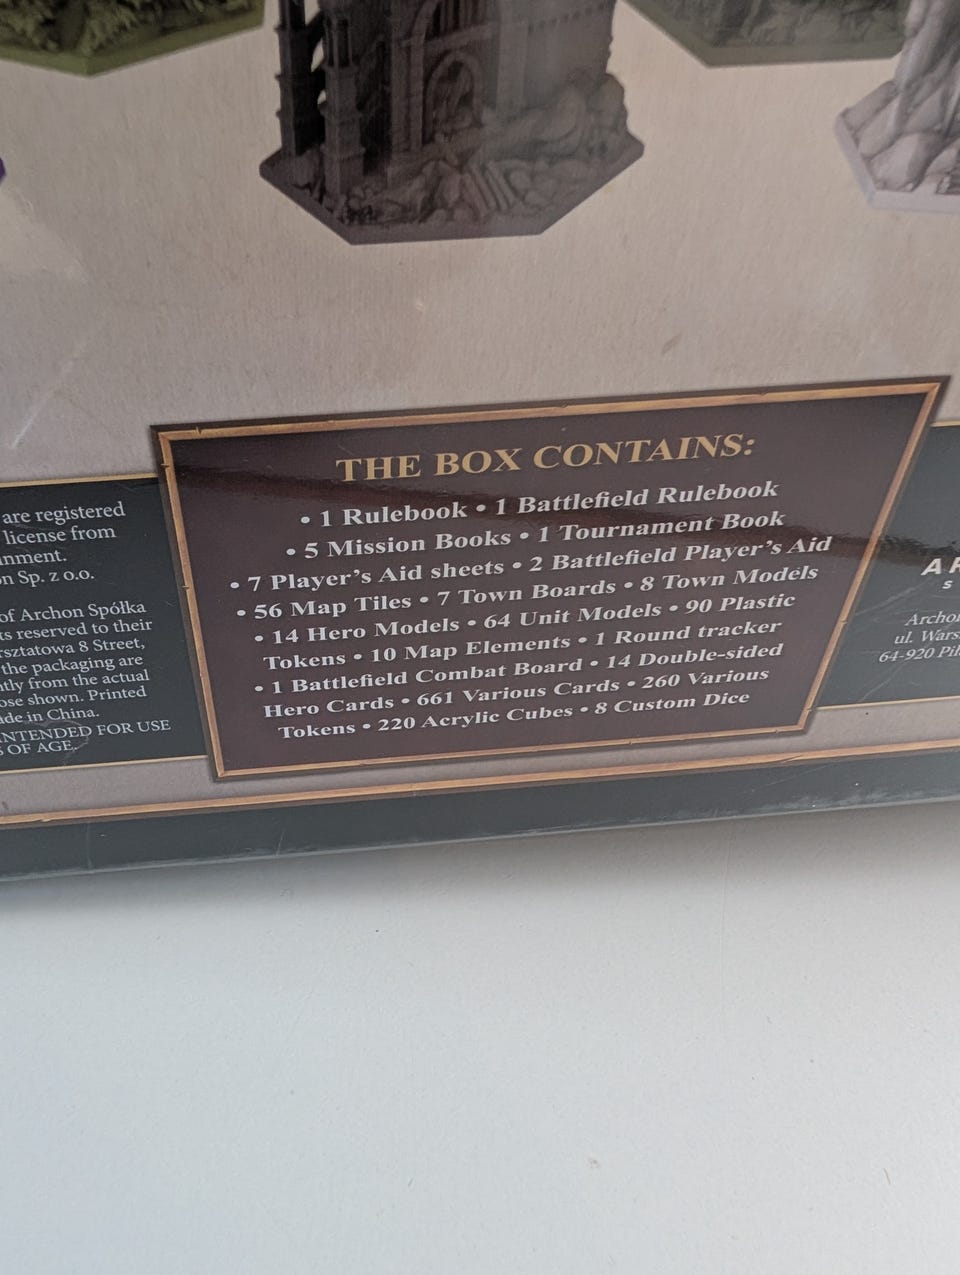 THE BOX CONTAINS:
• 1 Rulebook • 1 Battlefield Rulebook
• 5 Mission Books • 1 Tournament Book
• 7 Player's Aid sheets • 2 Battlefield Player's Aid
• 56 Map Tiles • 7 Town Boards • 8 Town Models
• 14 Hero Models • 64 Unit Models • 90 Plastic
Tokens • 10 Map Elements • 1 Round tracker
• 1 Battlefield Combat Board • 14 Double-sided
Hero Cards • 661 Various Cards • 260 Various
Tokens • 220 Acrylic Cubes • 8 Custom Dice
are registered
license from
n Sp. z o.o.
of Archon Spółka
ts reserved to their
rsztatowa 8 Street,
the packaging are
tly from the actual
ose shown. Printed
de in China.
INTENDED FOR USE
S OF AGE.
AR
S
Archo
ul. Wars
64-920 Pił